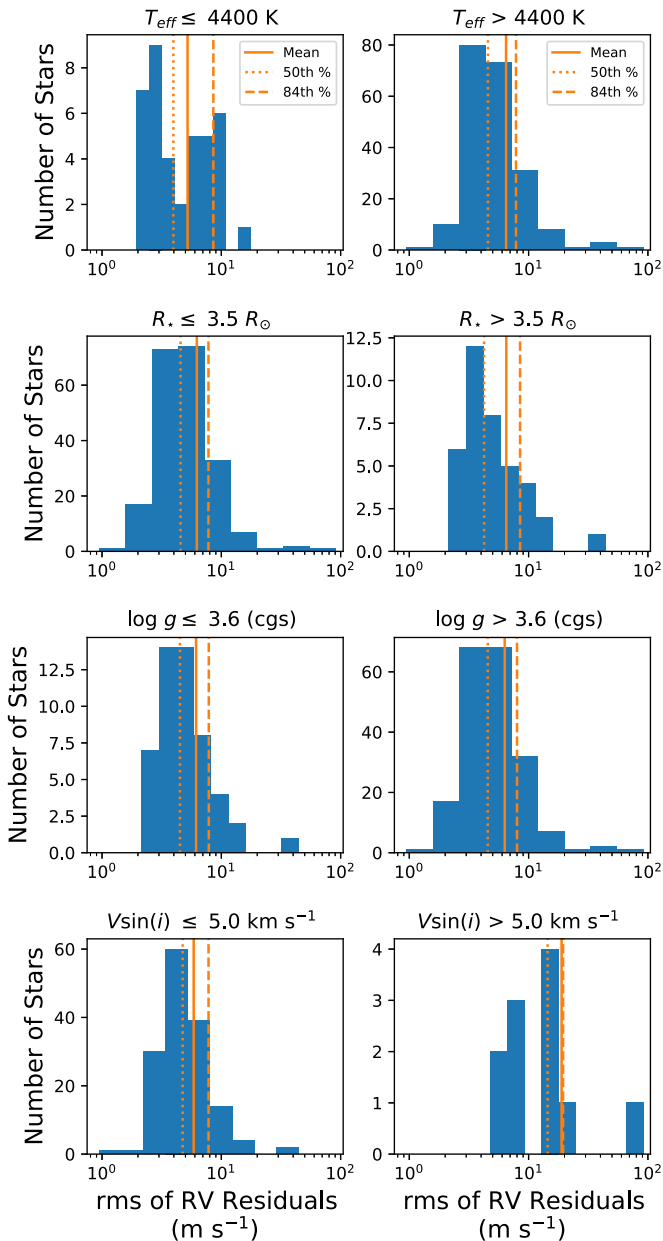 T_eff ≤ 4400 K
T_eff > 4400 K
Number of Stars
8
6
4
2
0
Mean
50th %
84th %
10^0
10^1
10^2
80
60
40
20
0
Mean
50th %
84th %
10^0
10^1
10^2
R⋆ ≤ 3.5 R⊙
R⋆ > 3.5 R⊙
Number of Stars
60
40
20
0
10^0
10^1
10^2
12.5
10.0
7.5
5.0
2.5
0.0
10^0
10^1
10^2
log g ≤ 3.6 (cgs)
log g > 3.6 (cgs)
Number of Stars
12.5
10.0
7.5
5.0
2.5
0.0
10^0
10^1
10^2
60
40
20
0
10^0
10^1
10^2
Vsin(i) ≤ 5.0 km s⁻¹
Vsin(i) > 5.0 km s⁻¹
Number of Stars
60
40
20
0
10^0
10^1
10^2
4
3
2
1
0
10^0
10^1
10^2
rms of RV Residuals
(m s⁻¹)
rms of RV Residuals
(m s⁻¹)